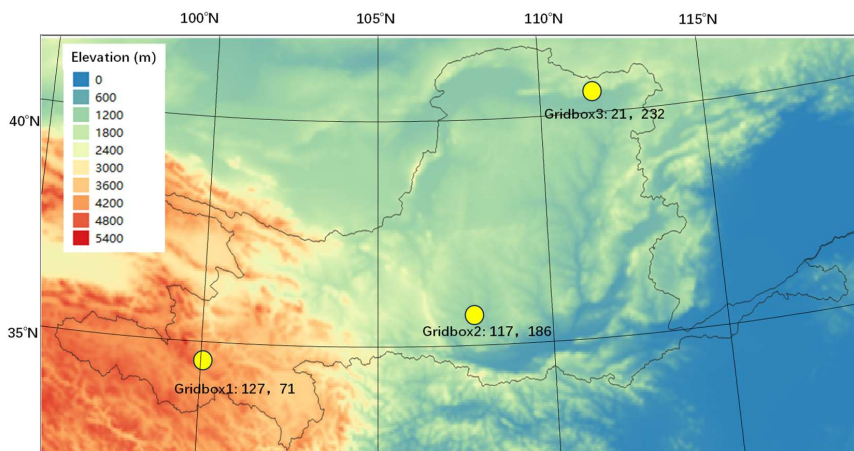 100°N 105°N 110°N 115°N
Elevation (m)
0
600
1200
1800
2400
3000
3600
4200
4800
5400
40°N
35°N
Gridbox3: 21, 232
Gridbox2: 117, 186
Gridbox1: 127, 71